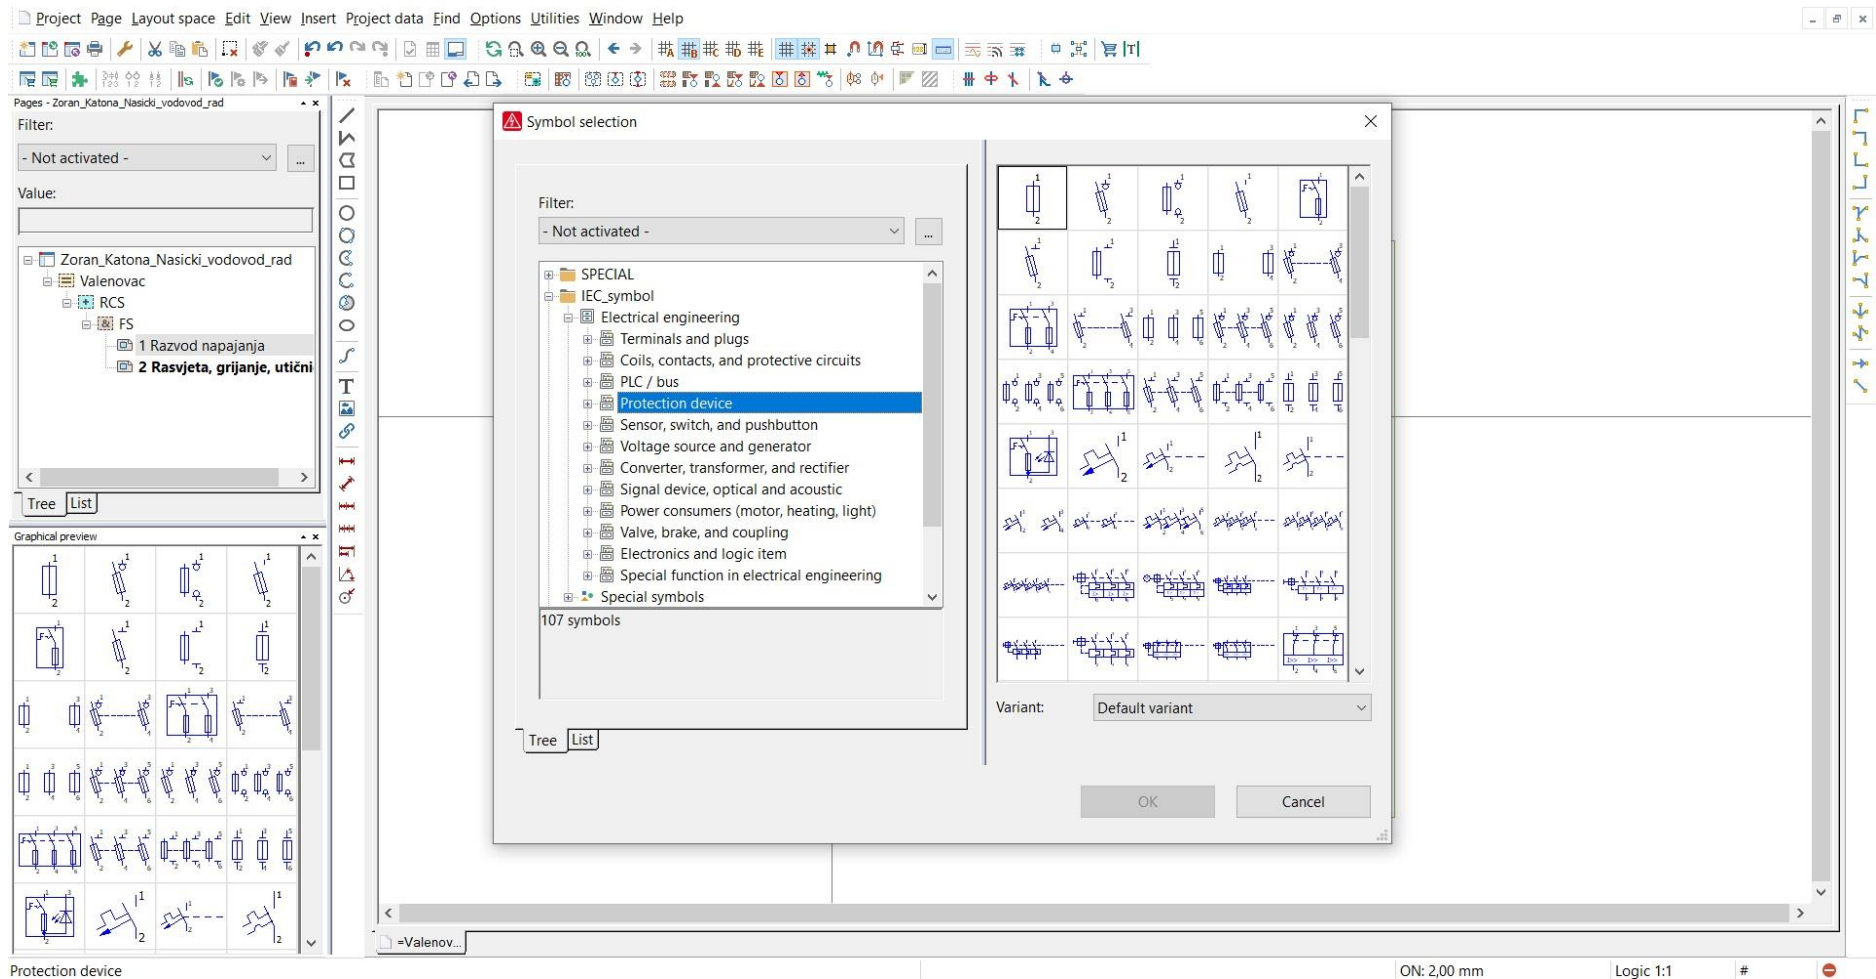 Project Page Layout space Edit View Insert Project data Find Options Utilities Window Help
Pages - Zoran_Katona_Nasicki_vodovod_rad
Filter:
- Not activated -
...
Value:
Zoran_Katona_Nasicki_vodovod_rad
Valenovac
RCS
FS
1 Razvod napajanja
2 Rasvjeta, grijanje, utični
Tree List
Graphical preview
Symbol selection
Filter:
- Not activated -
...
SPECIAL
IEC_symbol
Electrical engineering
Terminals and plugs
Coils, contacts, and protective circuits
PLC / bus
Protection device
Sensor, switch, and pushbutton
Voltage source and generator
Converter, transformer, and rectifier
Signal device, optical and acoustic
Power consumers (motor, heating, light)
Valve, brake, and coupling
Electronics and logic item
Special function in electrical engineering
Special symbols
107 symbols
Tree List
Variant:
Default variant
OK Cancel
=Valenov...
Protection device
ON: 2,00 mm
Logic 1:1
#